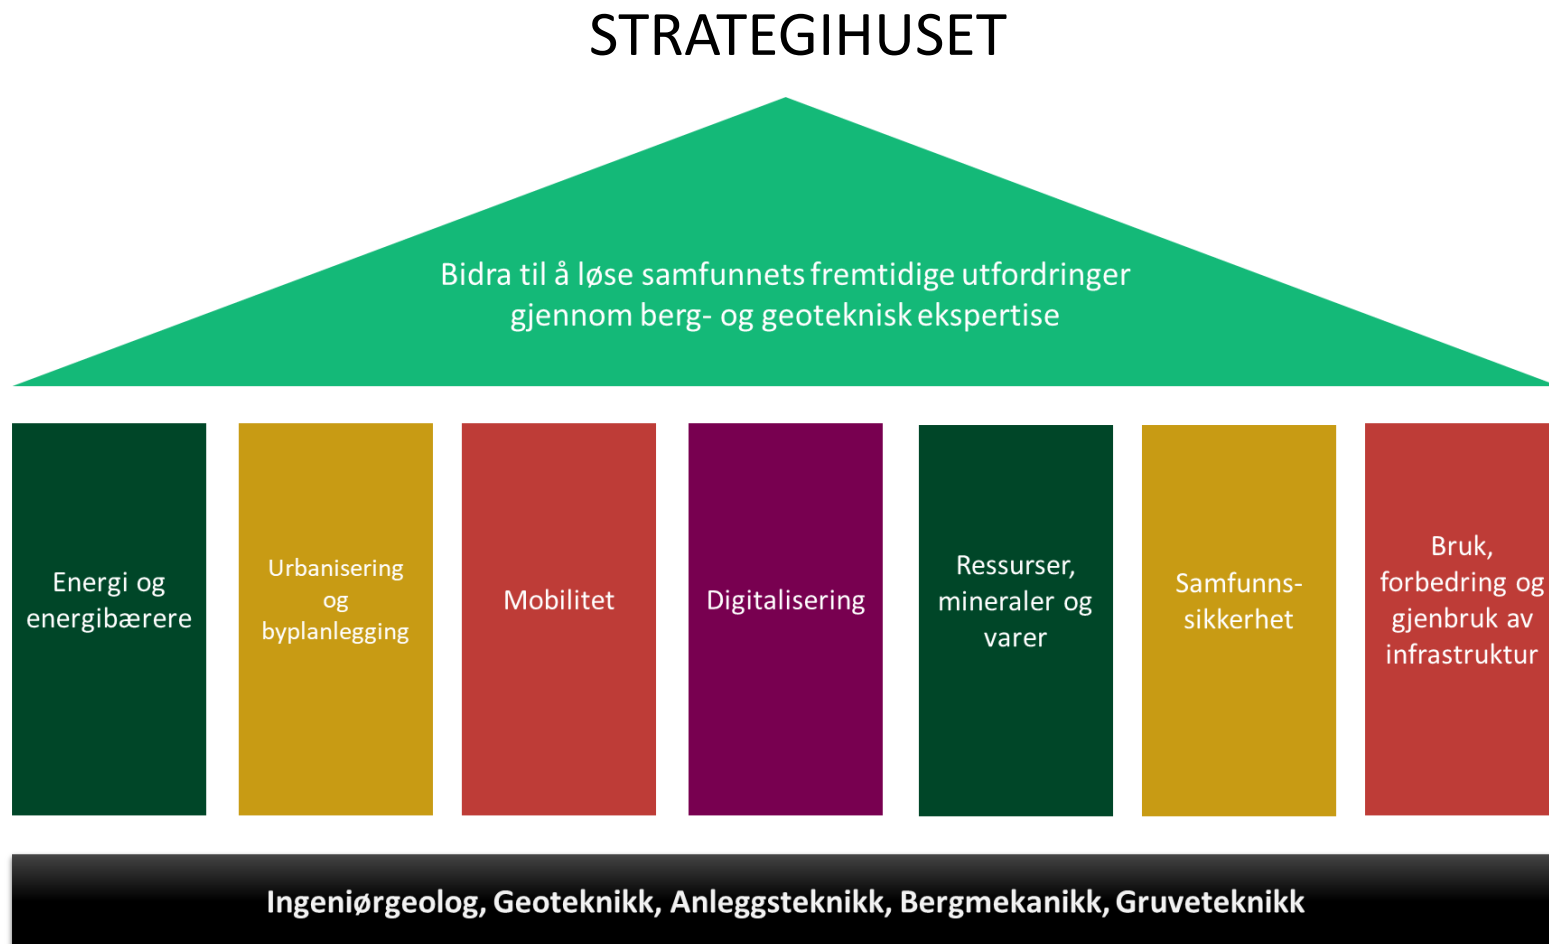 STRATEGIHUSET
Bidra til å løse samfunnets fremtidige utfordringer
gjennom berg- og geoteknisk ekspertise
Energi og
energibærere
Urbanisering
og
byplanlegging
Mobilitet
Digitalisering
Ressurser,
mineraler og
varer
Samfunns-
sikkerhet
Bruk,
forbedring og
gjenbruk av
infrastruktur
Ingeniørgeolog, Geoteknikk, Anleggsteknikk, Bergmekanikk, Gruveteknikk